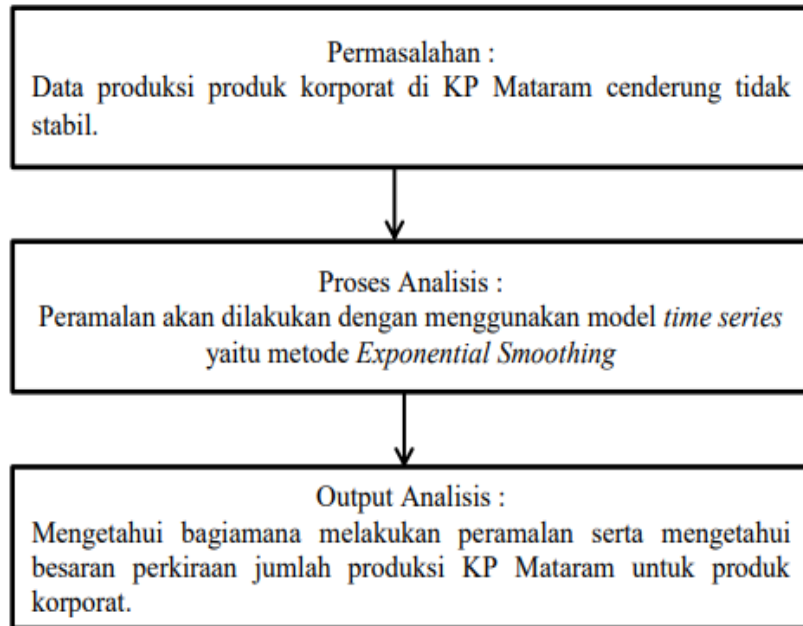 Permasalahan :
Data produksi produk korporat di KP Mataram cenderung tidak
stabil.
Proses Analisis :
Peramalan akan dilakukan dengan menggunakan model time series
yaitu metode Exponential Smoothing
Output Analisis :
Mengetahui bagiamana melakukan peramalan serta mengetahui
besaran perkiraan jumlah produksi KP Mataram untuk produk
korporat.